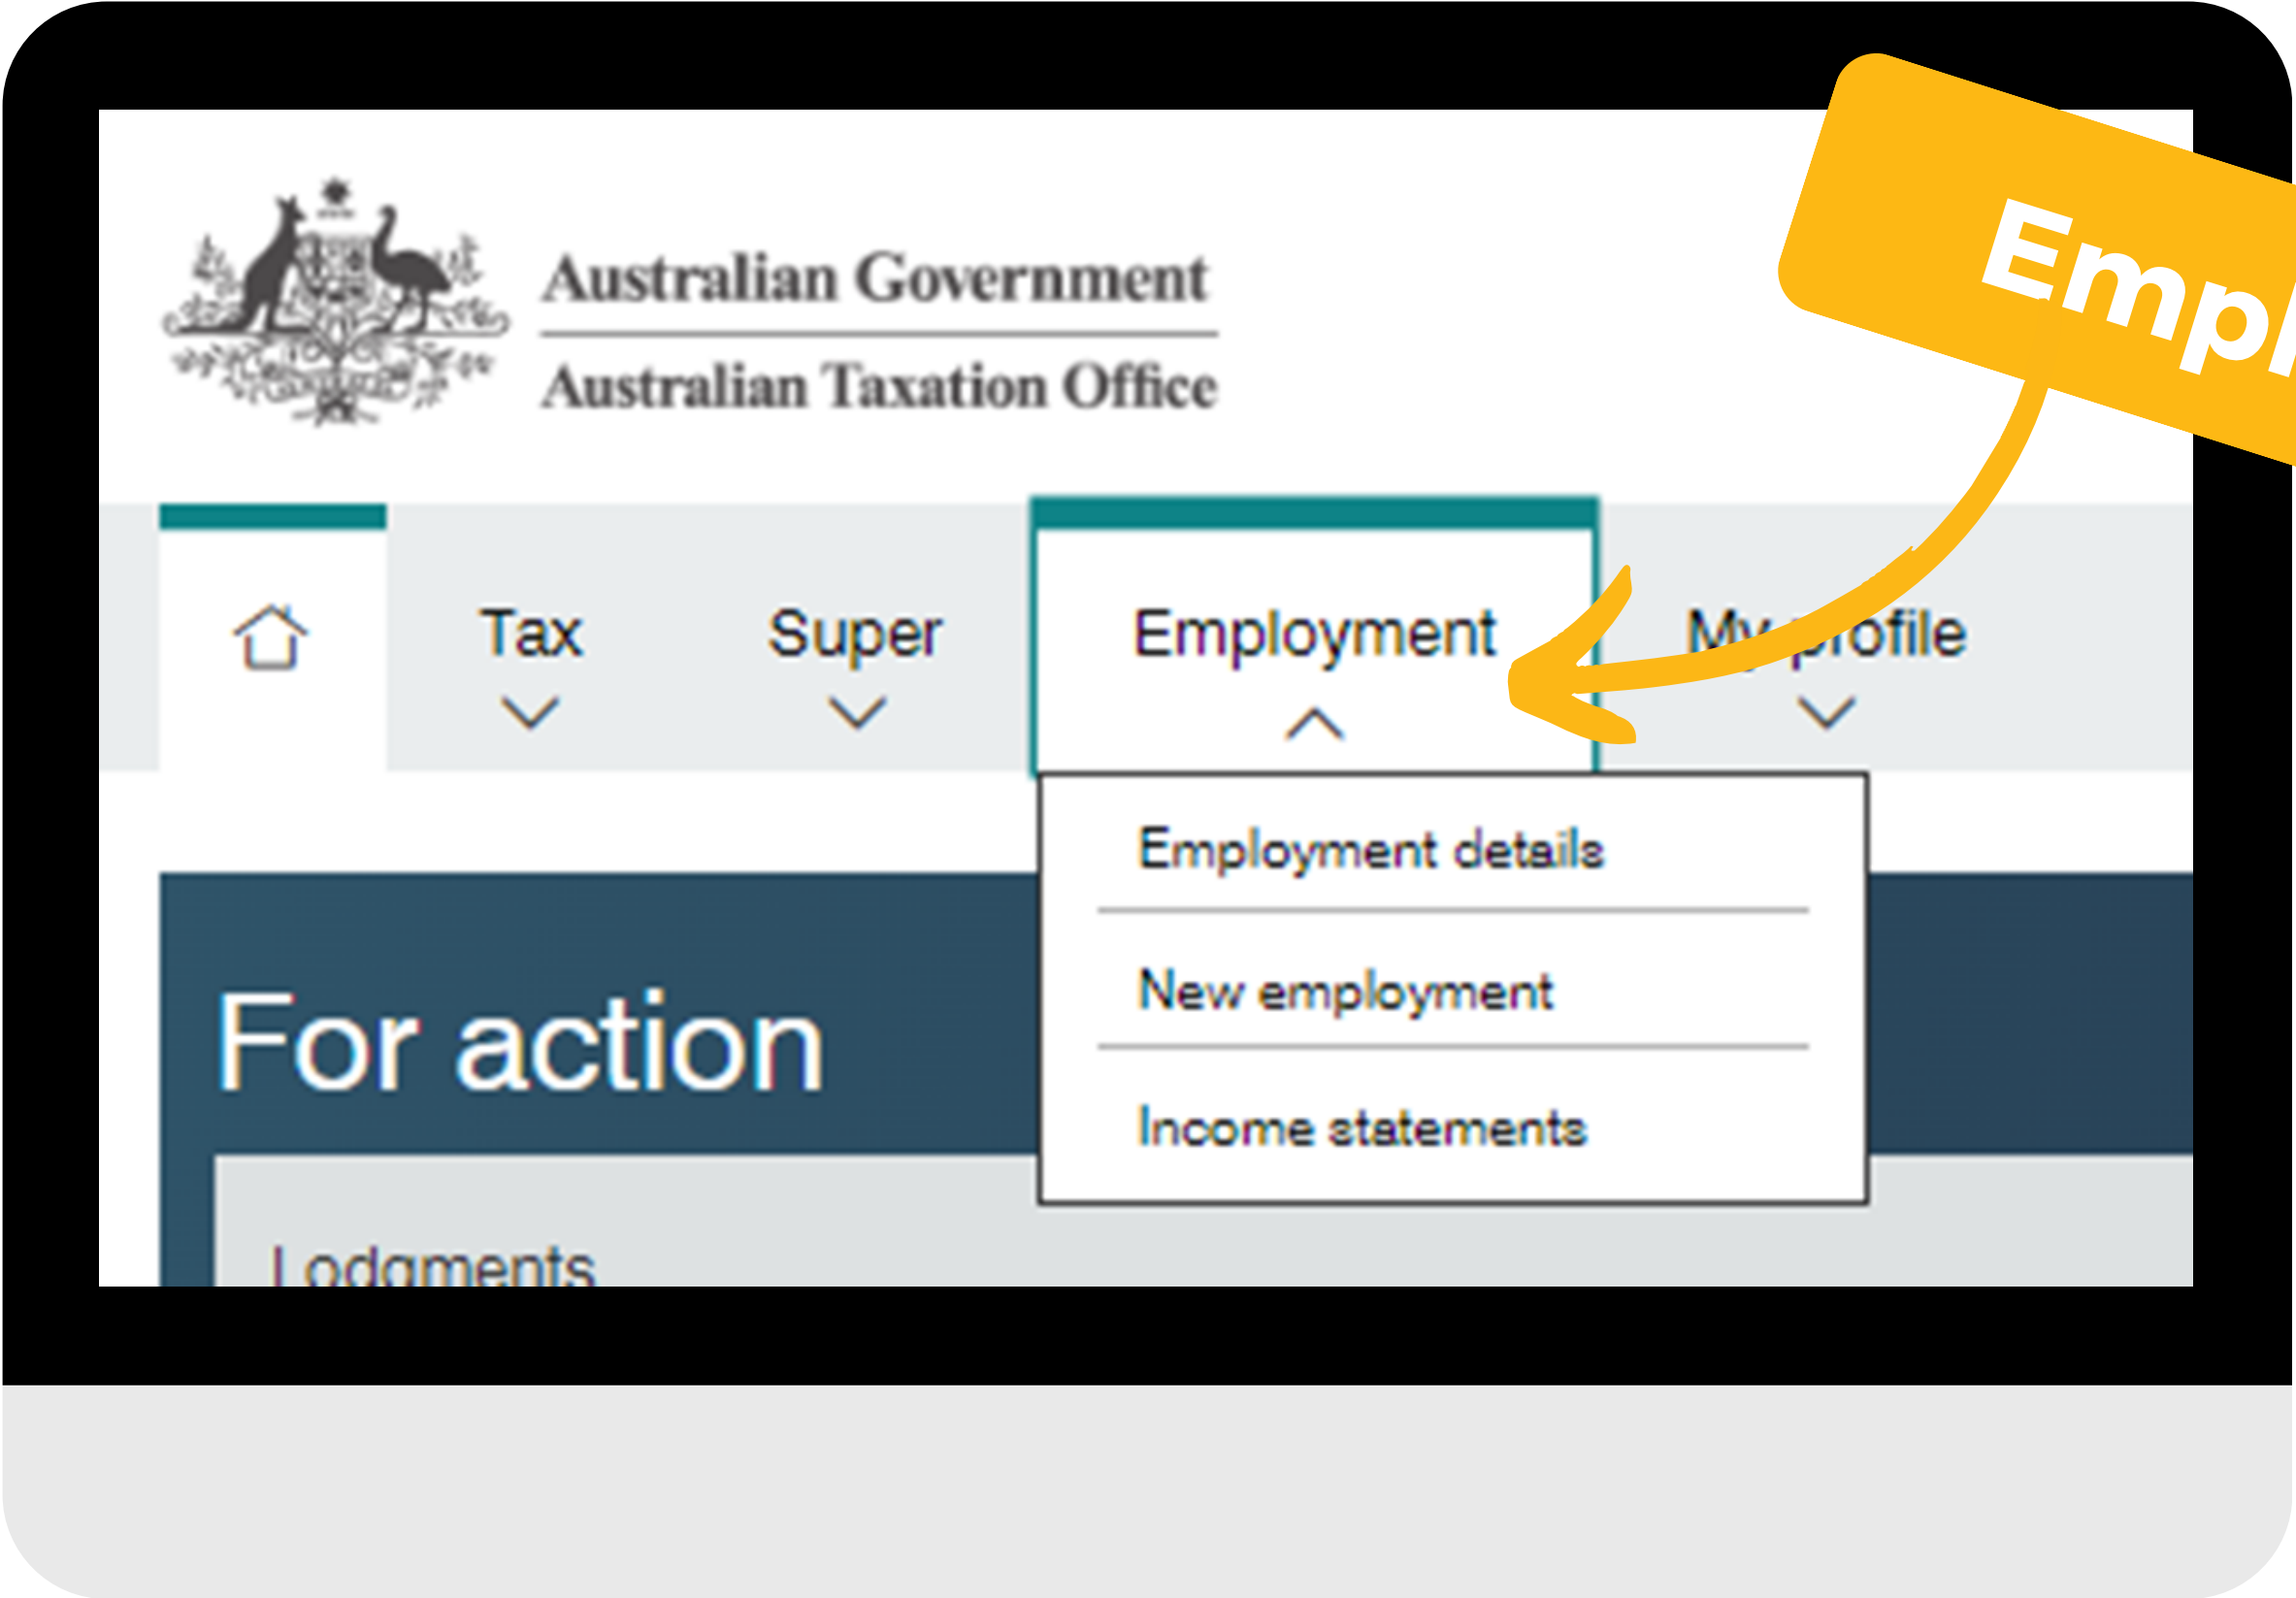 Australian Government
Australian Taxation Office
Tax
Super
Employment
My profile
Employment details
New employment
Income statements
For action
Lodgments